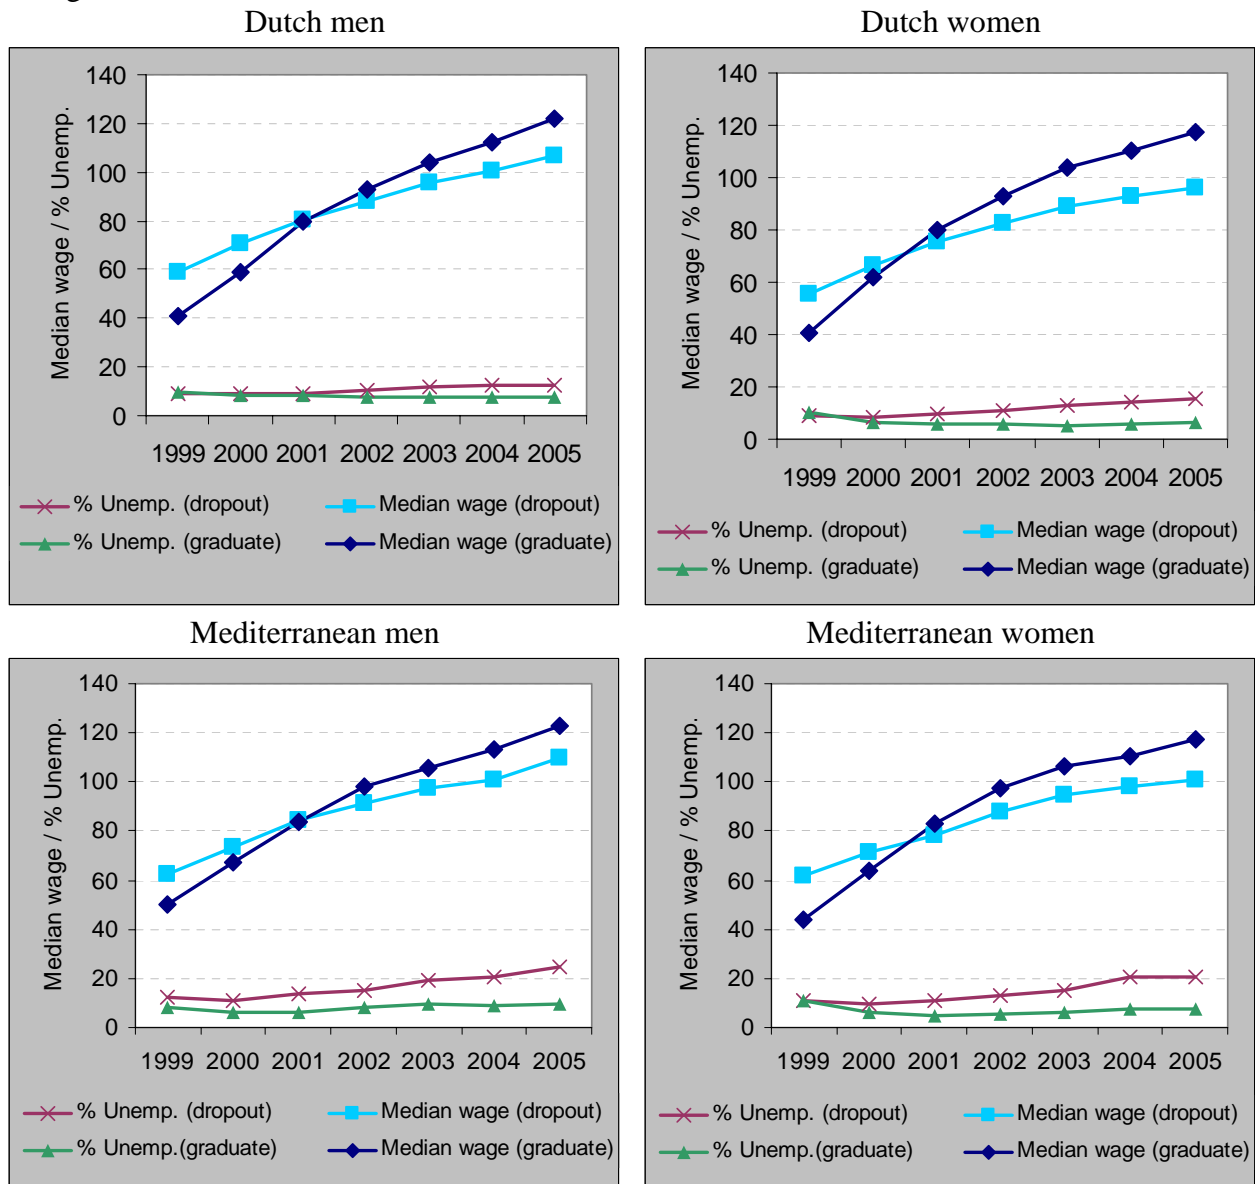 Dutch men
Dutch women
Median wage / % Unemp.
140
120
100
80
60
40
20
0
1999 2000 2001 2002 2003 2004 2005
% Unemp. (dropout) Median wage (dropout)
% Unemp. (graduate) Median wage (graduate)
Median wage / % Unemp.
140
120
100
80
60
40
20
0
1999 2000 2001 2002 2003 2004 2005
% Unemp. (dropout) Median wage (dropout)
% Unemp. (graduate) Median wage (graduate)
Mediterranean men
Mediterranean women
Median wage / % Unemp.
140
120
100
80
60
40
20
0
1999 2000 2001 2002 2003 2004 2005
% Unemp. (dropout) Median wage (dropout)
% Unemp.(graduate) Median wage (graduate)
Median wage / % Unemp.
140
120
100
80
60
40
20
0
1999 2000 2001 2002 2003 2004 2005
% Unemp. (dropout) Median wage (dropout)
% Unemp.(graduate) Median wage (graduate)